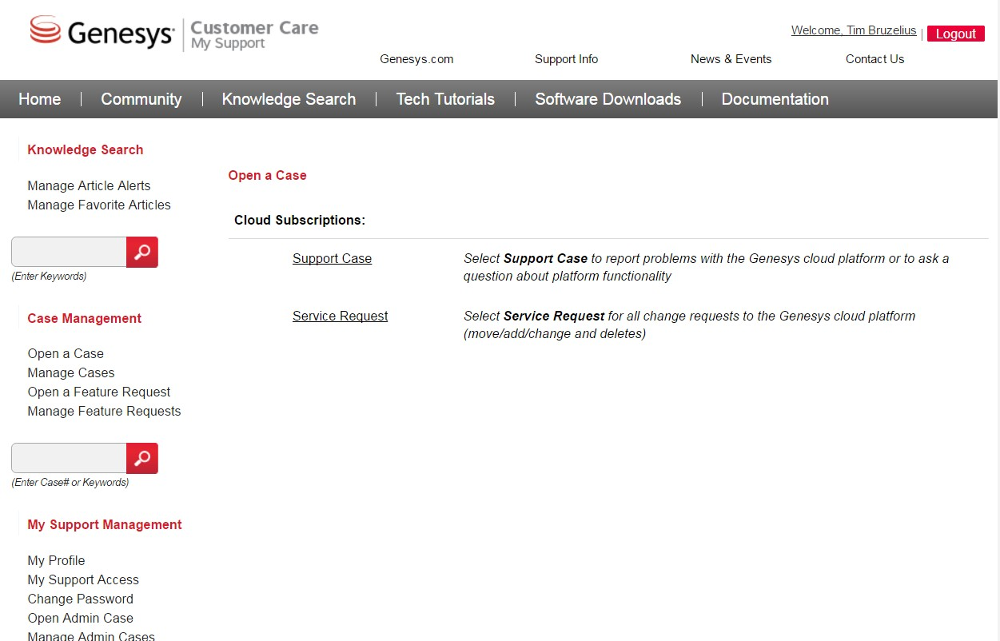 Genesys
Customer Care
My Support
Welcome, Tim Bruzelius | Logout
Genesys.com Support Info News & Events Contact Us
Home | Community | Knowledge Search | Tech Tutorials | Software Downloads | Documentation
Knowledge Search
Manage Article Alerts
Manage Favorite Articles
(Enter Keywords)
Case Management
Open a Case
Manage Cases
Open a Feature Request
Manage Feature Requests
(Enter Case# or Keywords)
My Support Management
My Profile
My Support Access
Change Password
Open Admin Case
Manage Admin Cases
Open a Case
Cloud Subscriptions:
Support Case
Select Support Case to report problems with the Genesys cloud platform or to ask a
question about platform functionality
Service Request
Select Service Request for all change requests to the Genesys cloud platform
(move/add/change and deletes)